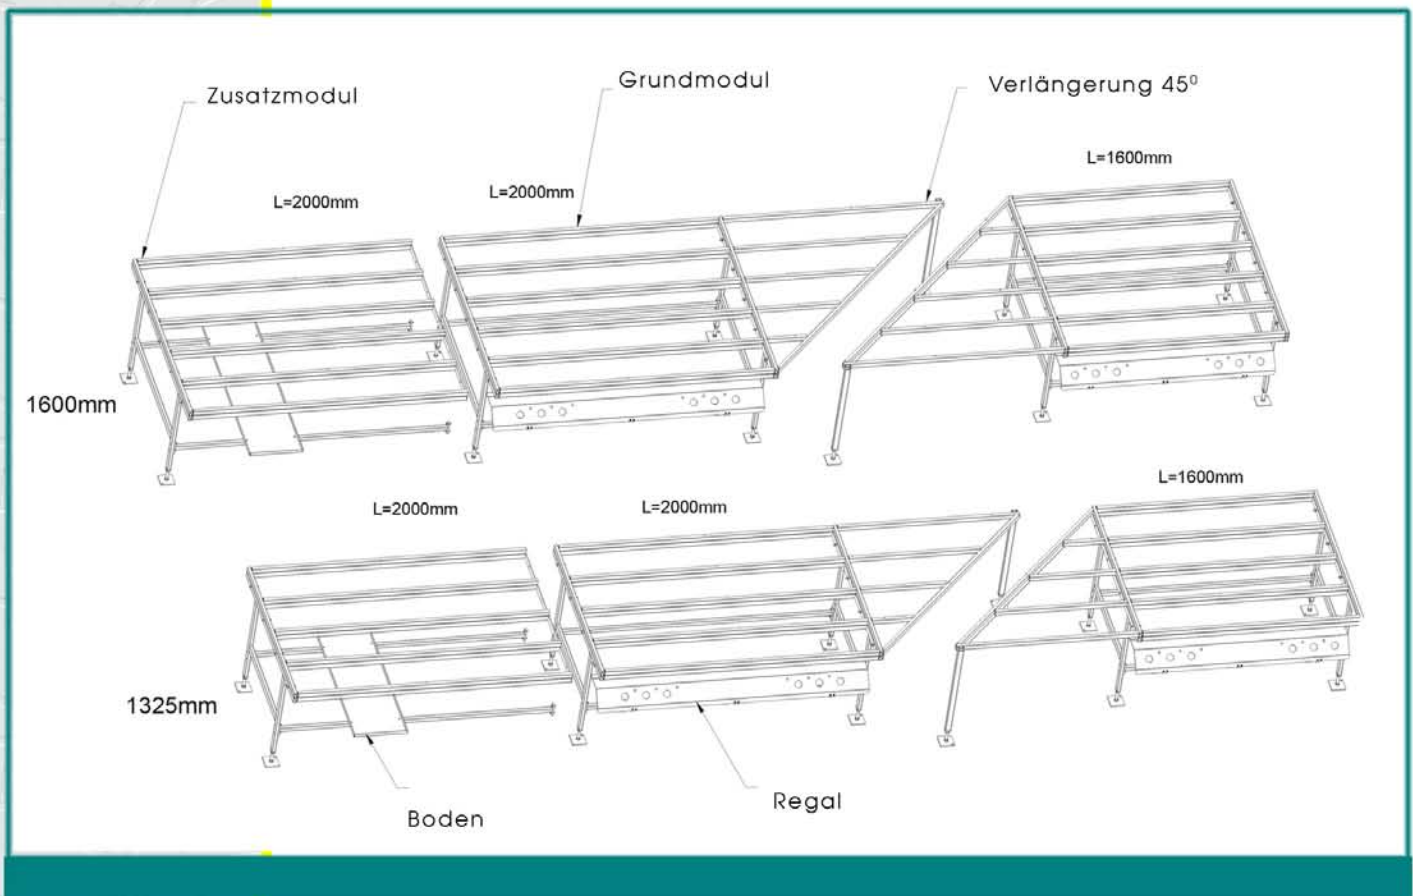 Zusatzmodul
Grundmodul
Verlängerung 45⁰
L=2000mm
L=2000mm
L=1600mm
1600mm
L=2000mm
L=2000mm
L=1600mm
1325mm
Boden
Regal